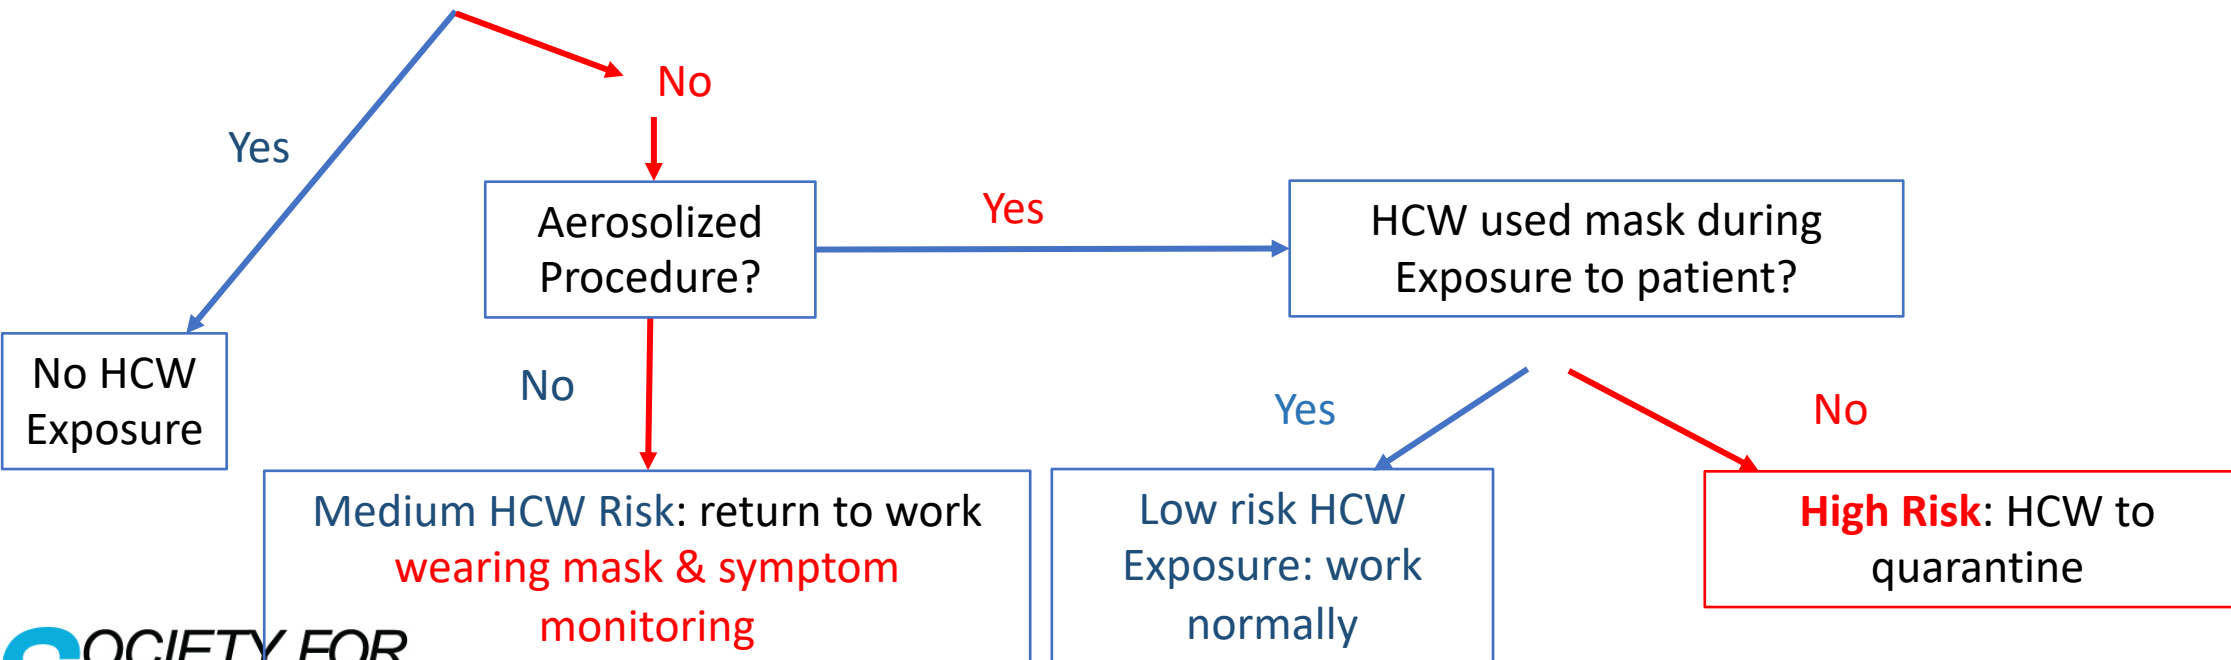 No
Yes
Aerosolized
Procedure?
Yes
HCW used mask during
Exposure to patient?
No HCW
Exposure
No
Yes
No
Medium HCW Risk: return to work
wearing mask & symptom
monitoring
Low risk HCW
Exposure: work
normally
High Risk: HCW to
quarantine
SOCIETY FOR